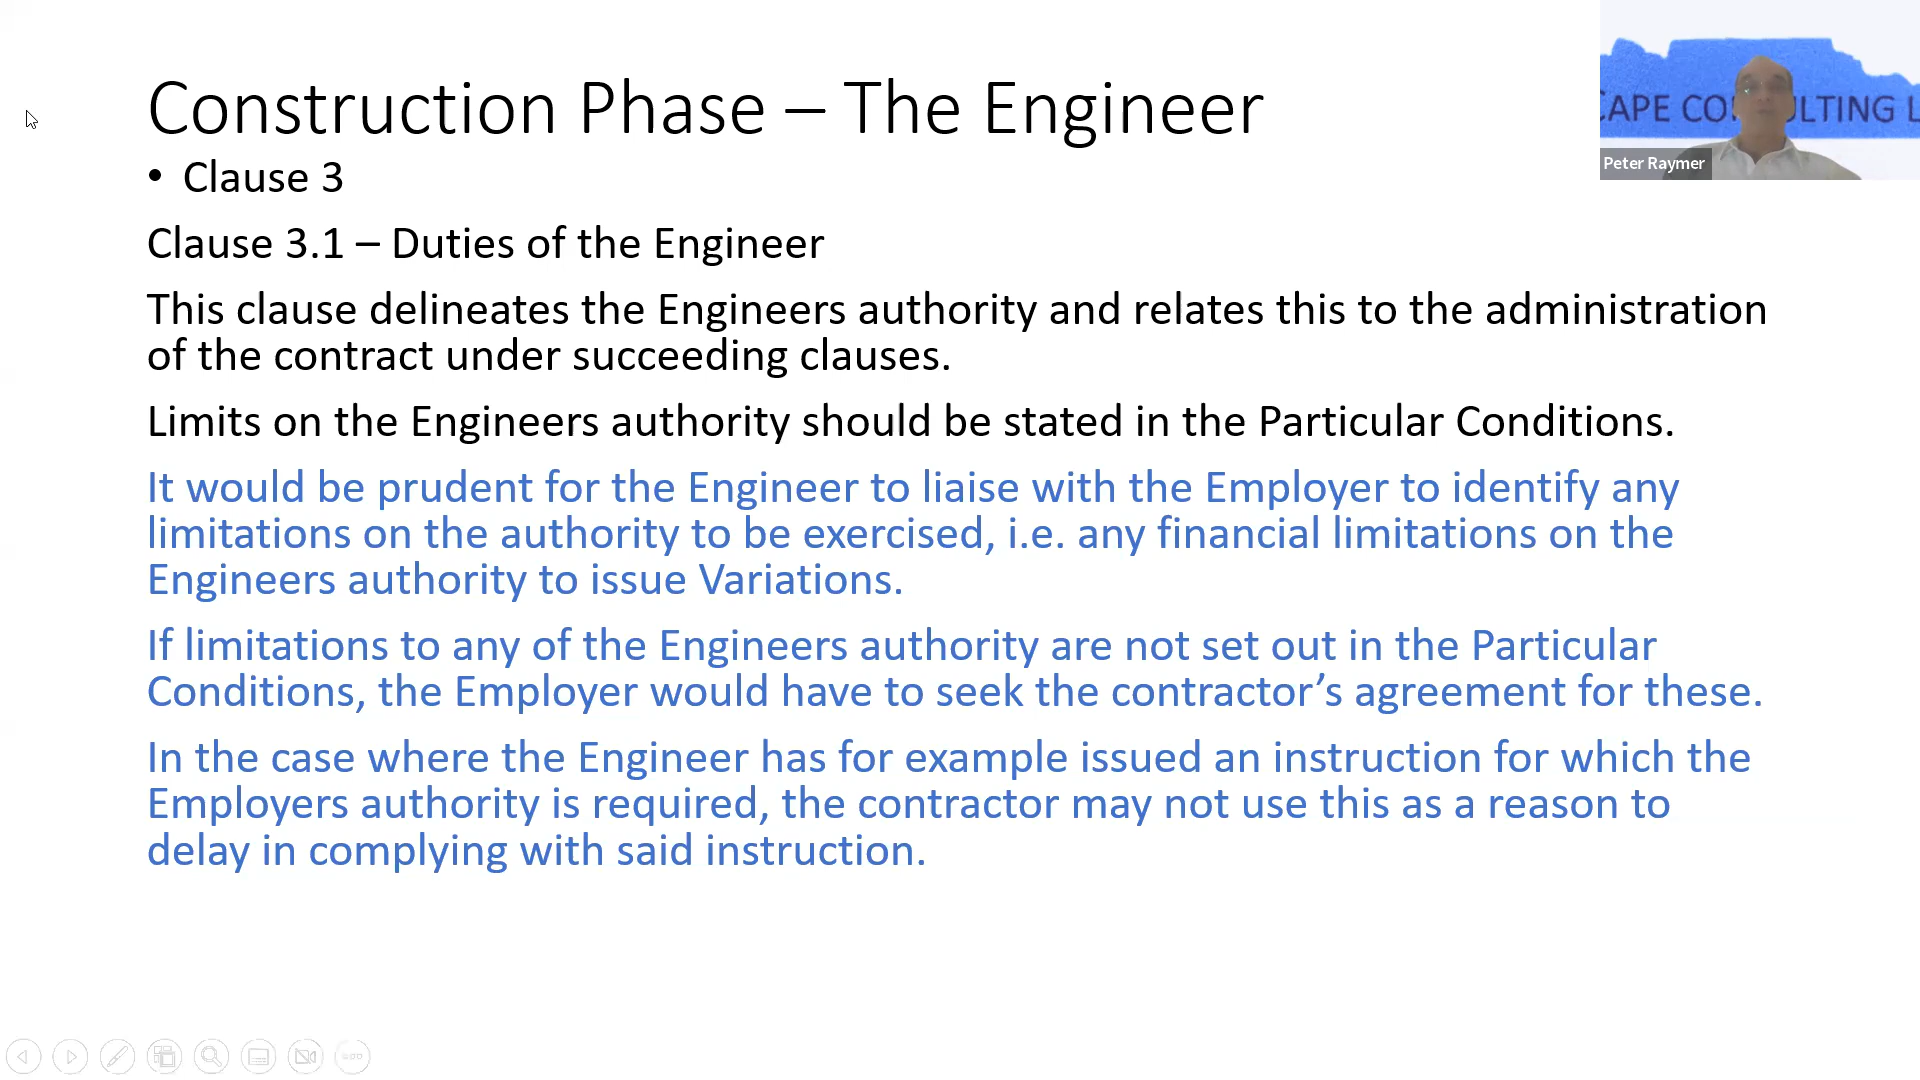 Construction Phase – The Engineer
• Clause 3
Clause 3.1 – Duties of the Engineer
This clause delineates the Engineers authority and relates this to the administration
of the contract under succeeding clauses.
Limits on the Engineers authority should be stated in the Particular Conditions.
It would be prudent for the Engineer to liaise with the Employer to identify any
limitations on the authority to be exercised, i.e. any financial limitations on the
Engineers authority to issue Variations.
If limitations to any of the Engineers authority are not set out in the Particular
Conditions, the Employer would have to seek the contractor’s agreement for these.
In the case where the Engineer has for example issued an instruction for which the
Employers authority is required, the contractor may not use this as a reason to
delay in complying with said instruction.
CAPE CO ULTING L
Peter Raymer